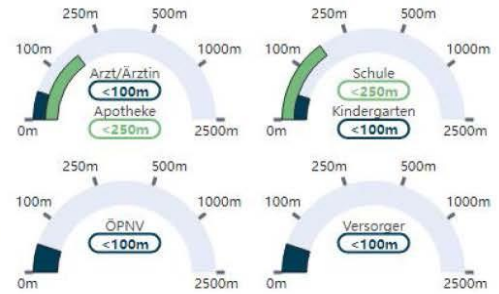 250m 500m
100m 1000m
Arzt/Ärztin
<100m
Apotheke
<250m
0m 2500m
250m 500m
100m 1000m
Schule
<250m
Kindergarten
<100m
0m 2500m
250m 500m
100m 1000m
ÖPNV
<100m
0m 2500m
250m 500m
100m 1000m
Versorger
<100m
0m 2500m